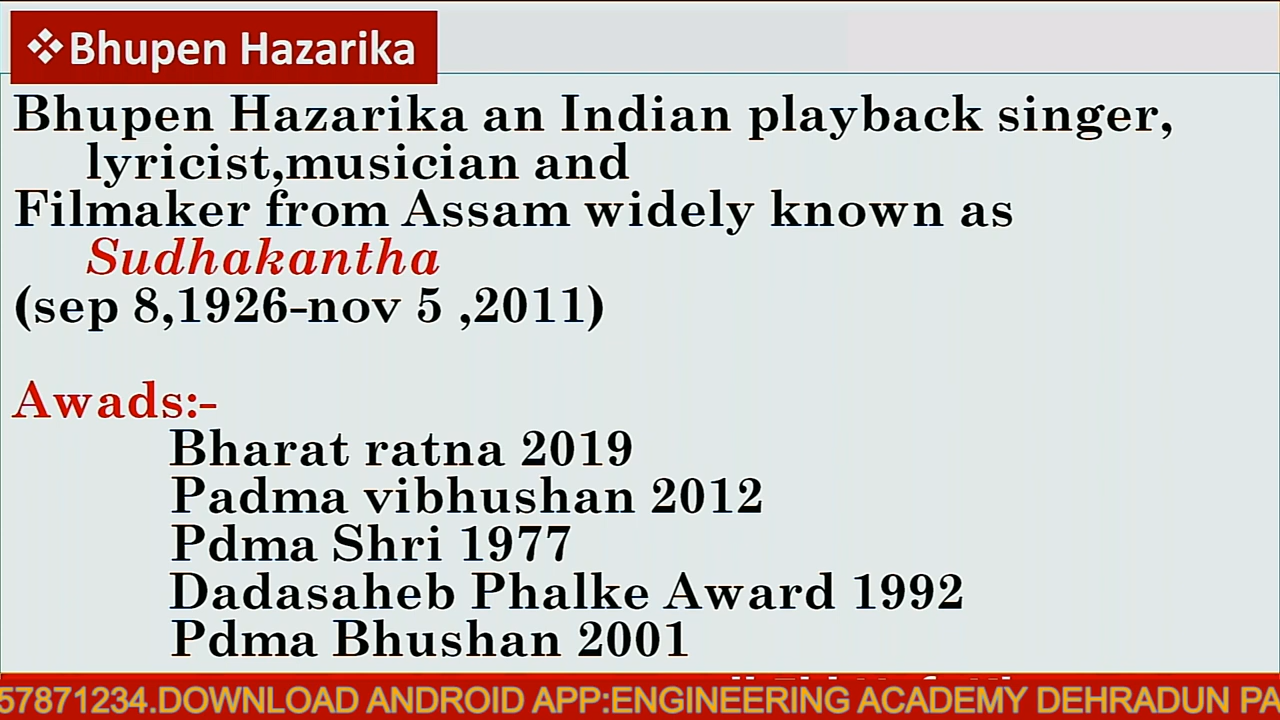 ❖Bhupen Hazarika
Bhupen Hazarika an Indian playback singer,
lyricist,musician and
Filmaker from Assam widely known as
Sudhakantha
(sep 8,1926-nov 5 ,2011)
Awads:-
Bharat ratna 2019
Padma vibhushan 2012
Pdma Shri 1977
Dadasaheb Phalke Award 1992
Pdma Bhushan 2001
57871234.DOWNLOAD ANDROID APP:ENGINEERING ACADEMY DEHRADUN PA